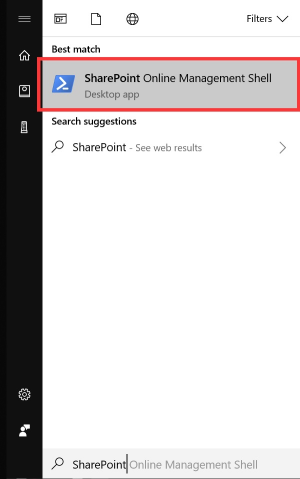 Filters
Best match
SharePoint Online Management Shell
Desktop app
Search suggestions
SharePoint - See web results
SharePoint Online Management Shell